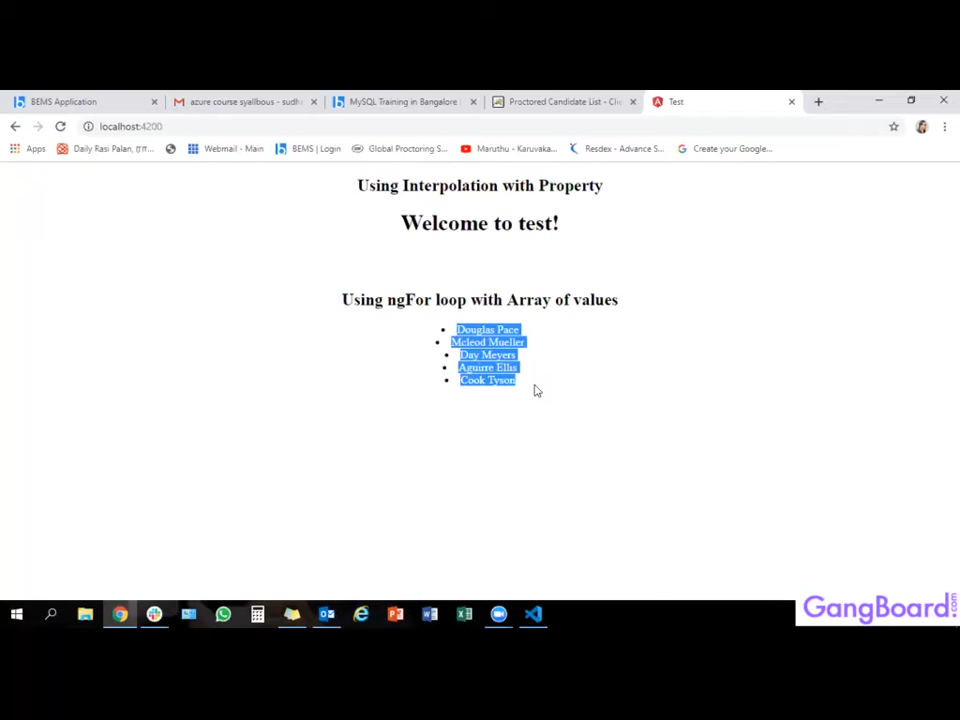 BEMS Application
azure course syallbous - sudh
MySQL Training in Bangalore
Proctored Candidate List - Cli
Test
localhost:4200
Apps
Daily Rasi Palan, (ரா...
Webmail - Main
BEMS | Login
Global Proctoring S...
Maruthu - Karuvaka...
Resdex - Advance S...
Create your Google...
Using Interpolation with Property
Welcome to test!
Using ngFor loop with Array of values
Douglas Pace
Mcleod Mueller
Day Meyers
Aguirre Ellis
Cook Tyson
GangBoard.com